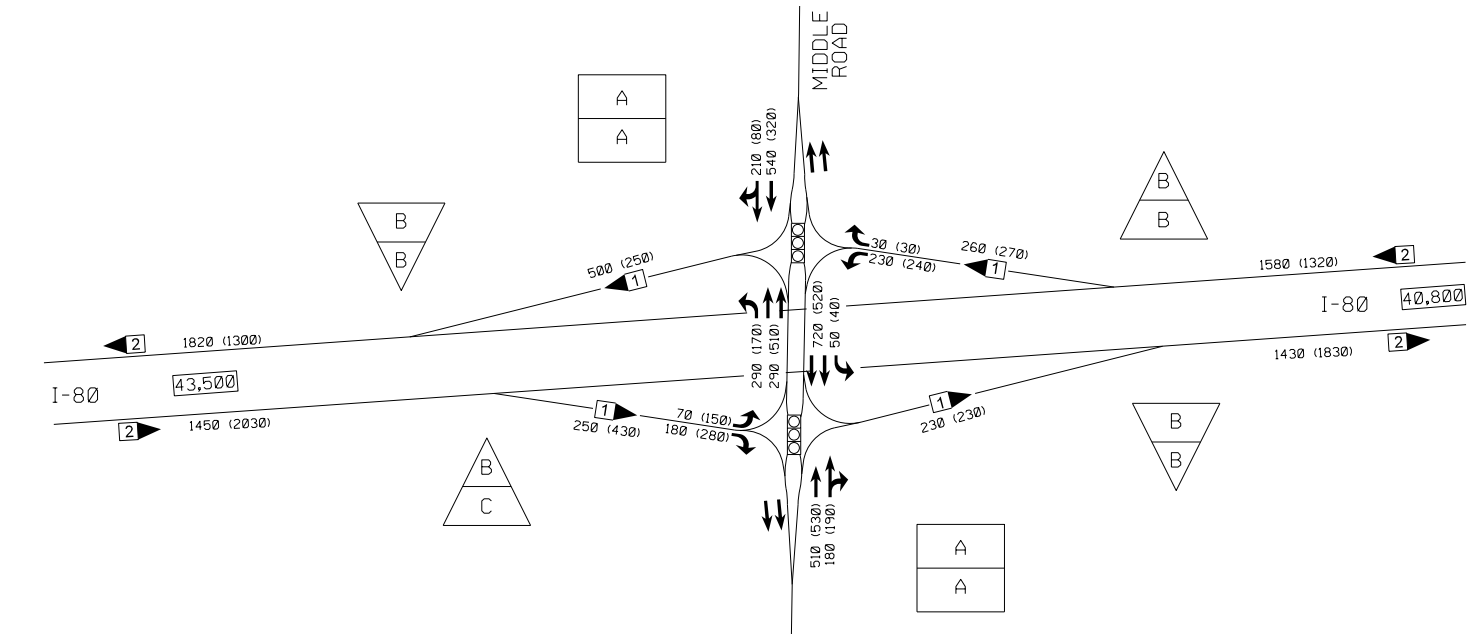 MIDDLE
ROAD
A
A
210 (80)
540 (320)
B
B
B
B
500 (250)
1
30 (30)
230 (240)
260 (270)
1
1580 (1320)
2
I-80
40,800
2
1820 (1300)
290 (170)
290 (510)
720 (520)
50 (40)
1430 (1830)
2
I-80
43,500
2
1450 (2030)
1
250 (430)
70 (150)
180 (280)
1
230 (230)
B
B
B
C
510 (530)
180 (190)
A
A